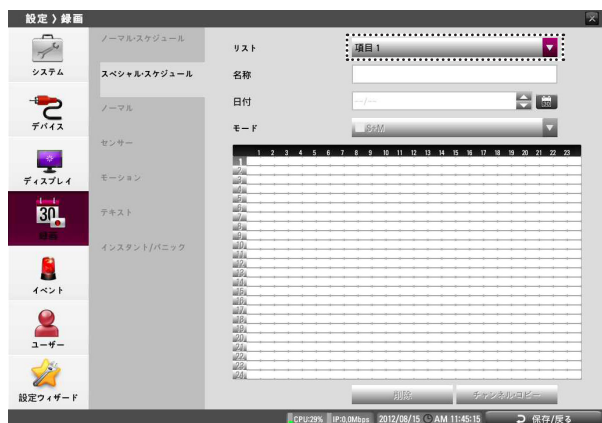 設定 〉録画
システム
デバイス
ディスプレイ
30
録画
イベント
ユーザー
設定ウィザード
ノーマル・スケジュール
スペシャル・スケジュール
ノーマル
センサー
モーション
テキスト
インスタント/パニック
リスト
項目 1
名称
日付
--/--
モード
S+M
1 2 3 4 5 6 7 8 9 10 11 12 13 14 15 16 17 18 19 20 21 22 23
1
2
3
4
5
6
7
8
9
10
11
12
13
14
15
16
17
18
19
20
21
22
23
24
削除
チャンネル・コピー
CPU:29% IP:0,0Mbps 2012/08/15 AM 11:45:15 保存/戻る